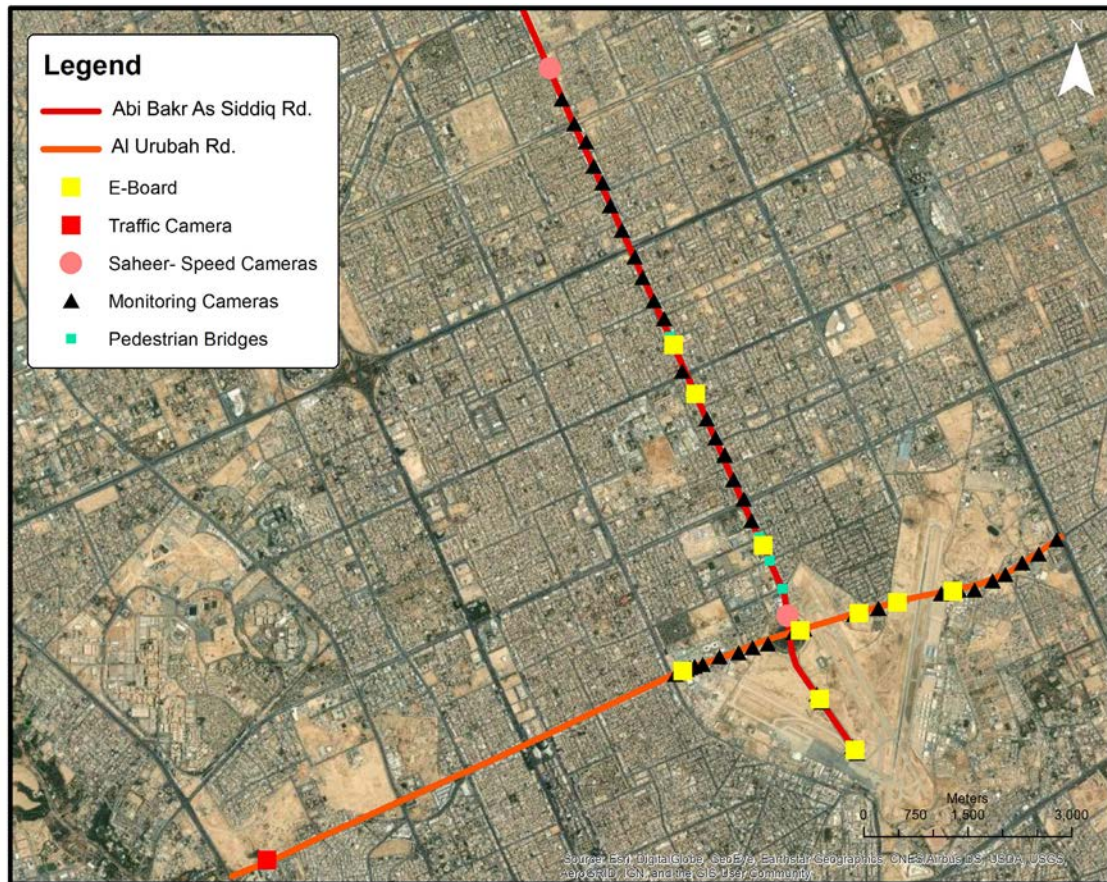 Legend
Abi Bakr As Siddiq Rd.
Al Urubah Rd.
E-Board
Traffic Camera
Saheer- Speed Cameras
Monitoring Cameras
Pedestrian Bridges
N
Meters
0 750 1,500 3,000
Source: Esri, DigitalGlobe, GeoEye, Earthstar Geographics, CNES/Airbus DS, USDA, USGS,
AeroGRID, IGN, and the GIS User Community